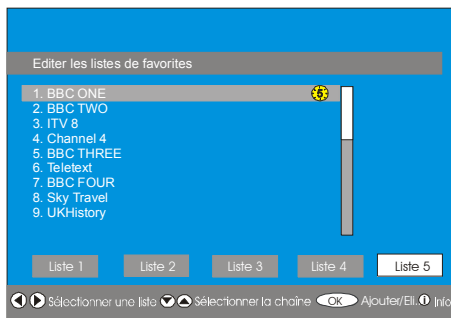 Editer les listes de favorites
1. BBC ONE 5
2. BBC TWO
3. ITV 8
4. Channel 4
5. BBC THREE
6. Teletext
7. BBC FOUR
8. Sky Travel
9. UKHistory
Liste 1 Liste 2 Liste 3 Liste 4 Liste 5
Sélectionner une liste Sélectionner la chaîne OK Ajouter/Eli. i Info